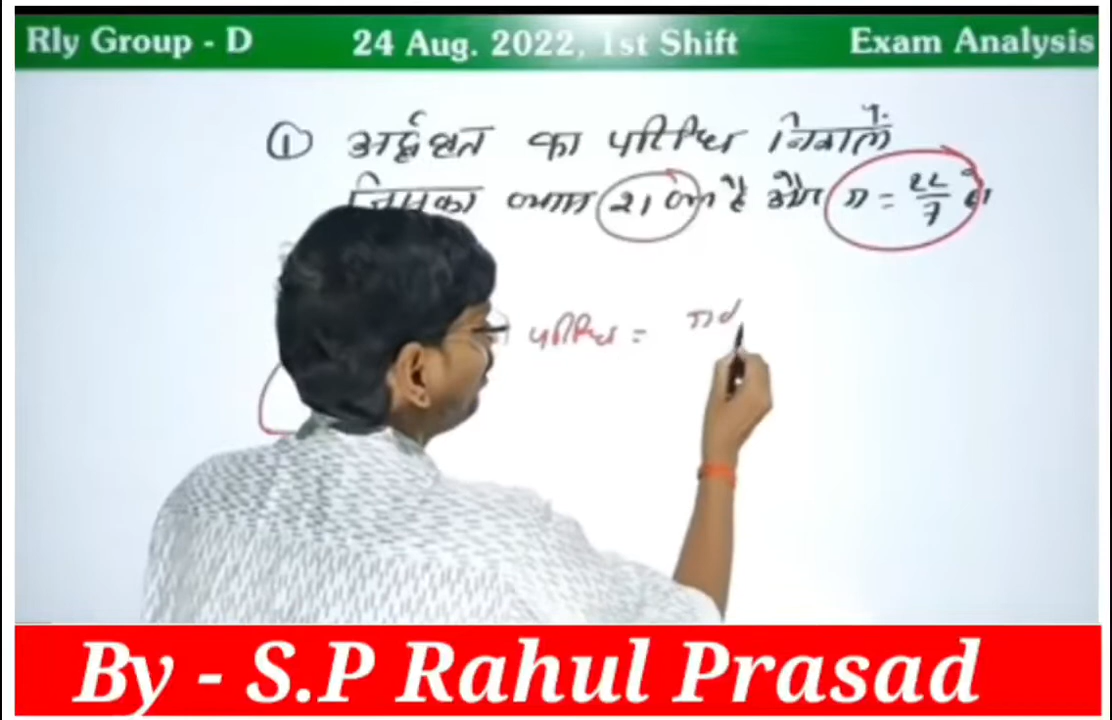 Rly Group - D 24 Aug. 2022, 1st Shift Exam Analysis
① अर्द्धवृत का परिधि निकालें
जिसका व्यास 21 cm है और π = 22/7 है
परिधि = πd
By - S.P Rahul Prasad